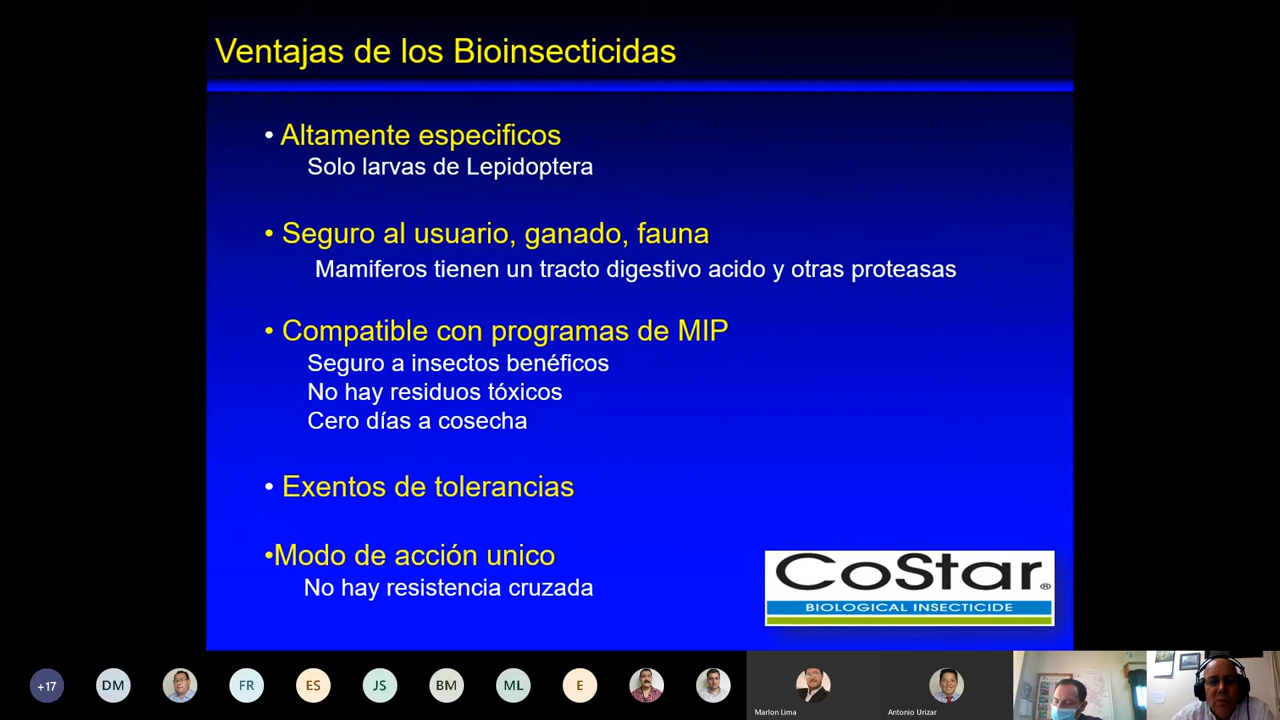 Ventajas de los Bioinsecticidas
• Altamente especificos
Solo larvas de Lepidoptera
• Seguro al usuario, ganado, fauna
Mamiferos tienen un tracto digestivo acido y otras proteasas
• Compatible con programas de MIP
Seguro a insectos benéficos
No hay residuos tóxicos
Cero días a cosecha
• Exentos de tolerancias
•Modo de acción unico
No hay resistencia cruzada
CoStar®
BIOLOGICAL INSECTICIDE
+17 DM FR ES JS BM ML E
Marlon Lima Antonio Urizar